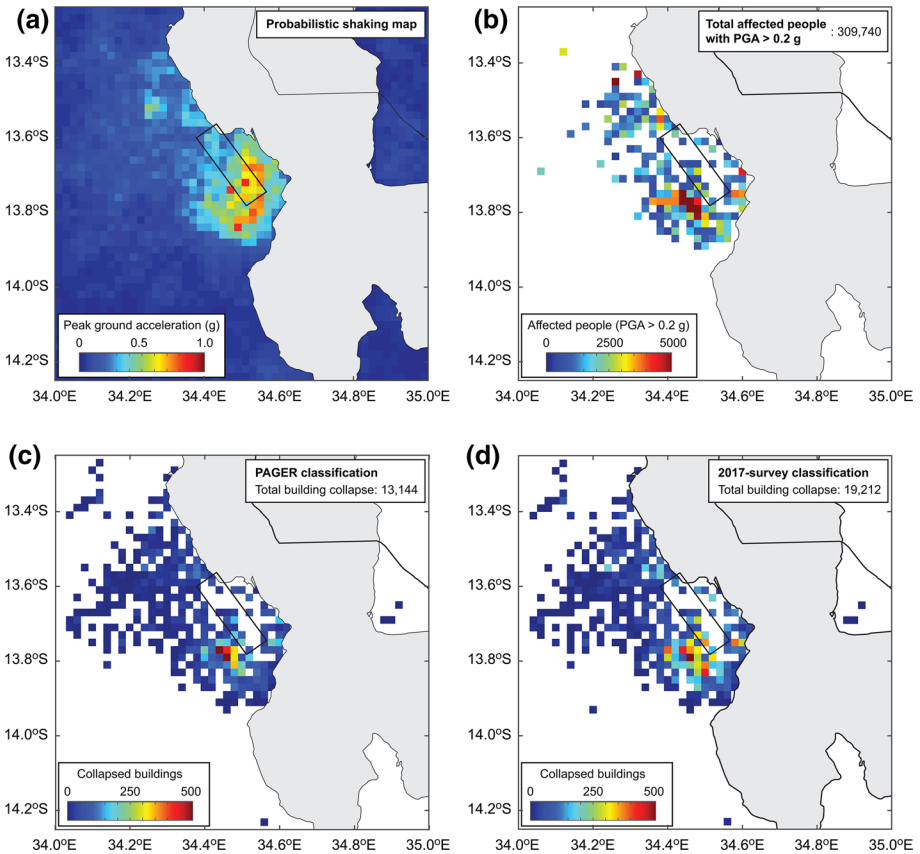 (a)
Probabilistic shaking map
13.4ºS
13.6ºS
13.8ºS
14.0ºS
14.2ºS
Peak ground acceleration (g)
0 0.5 1.0
34.0ºE 34.2ºE 34.4ºE 34.6ºE 34.8ºE 35.0ºE
(b)
Total affected people
with PGA > 0.2 g : 309,740
13.4ºS
13.6ºS
13.8ºS
14.0ºS
14.2ºS
Affected people (PGA > 0.2 g)
0 2500 5000
34.0ºE 34.2ºE 34.4ºE 34.6ºE 34.8ºE 35.0ºE
(c)
PAGER classification
Total building collapse: 13,144
13.4ºS
13.6ºS
13.8ºS
14.0ºS
14.2ºS
Collapsed buildings
0 250 500
34.0ºE 34.2ºE 34.4ºE 34.6ºE 34.8ºE 35.0ºE
(d)
2017-survey classification
Total building collapse: 19,212
13.4ºS
13.6ºS
13.8ºS
14.0ºS
14.2ºS
Collapsed buildings
0 250 500
34.0ºE 34.2ºE 34.4ºE 34.6ºE 34.8ºE 35.0ºE